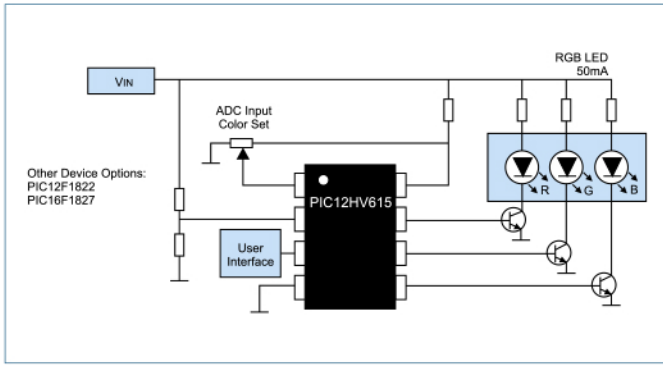 RGB LED
50mA
VIN
ADC Input
Color Set
Other Device Options:
PIC12F1822
PIC16F1827
PIC12HV615
R
G
B
User
Interface